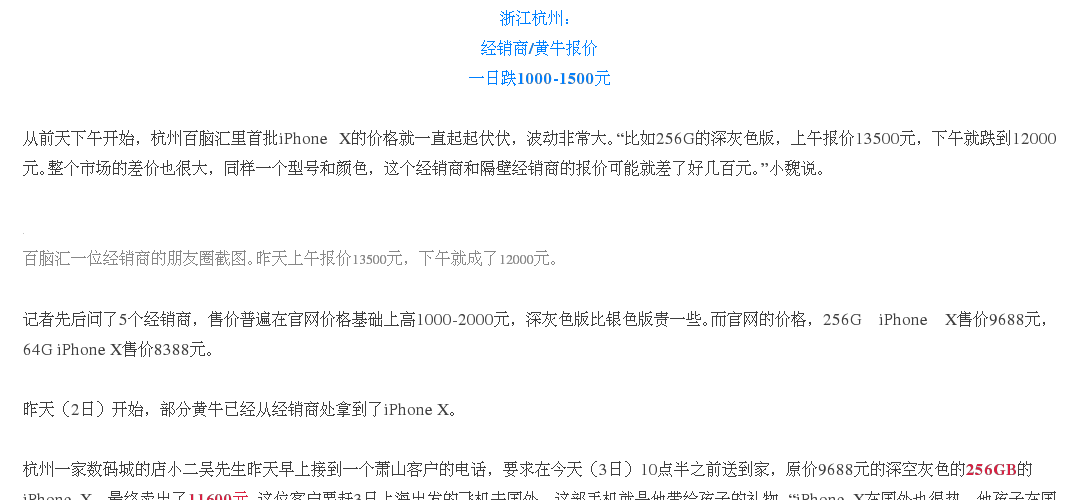 浙江杭州：
经销商/黄牛报价
一日跌1000-1500元
从前天下午开始，杭州百脑汇里首批iPhone X的价格就一直起起伏伏，波动非常大。“比如256G的深灰色版，上午报价13500元，下午就跌到12000
元。整个市场的差价也很大，同样一个型号和颜色，这个经销商和隔壁经销商的报价可能就差了好几百元。”小魏说。
百脑汇一位经销商的朋友圈截图。昨天上午报价13500元，下午就成了12000元。
记者先后问了5个经销商，售价普遍在官网价格基础上高1000-2000元，深灰色版比银色版贵一些。而官网的价格，256G iPhone X售价9688元，
64G iPhone X售价8388元。
昨天（2日）开始，部分黄牛已经从经销商处拿到了iPhone X。
杭州一家数码城的店小二吴先生昨天早上接到一个萧山客户的电话，要求在今天（3日）10点半之前送到家，原价9688元的深空灰色的256GB的
iPhone X，最终卖出了11600元。这位客户要赶3日上海出发的飞机去国外，这部手机就是他带给孩子的礼物。“iPhone X在国外也很热，他孩子在国